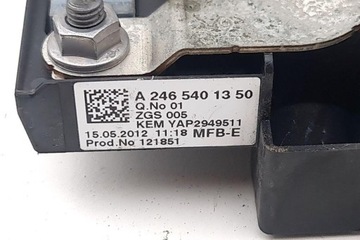 A 246 540 13 50
Q.No 01
ZGS 005
KEM YAP2949511
15.05.2012 11:18 MFB-E
Prod.No 121851